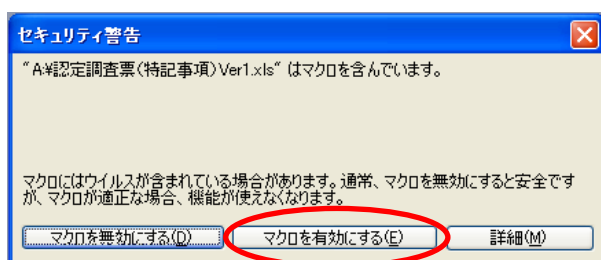 セキュリティ警告
"A:¥認定調査票(特記事項)Ver1.xls" はマクロを含んでいます。
マクロにはウイルスが含まれている場合があります。通常、マクロを無効にすると安全です
が、マクロが適正な場合、機能が使えなくなります。
マクロを無効にする(D) マクロを有効にする(E) 詳細(M)